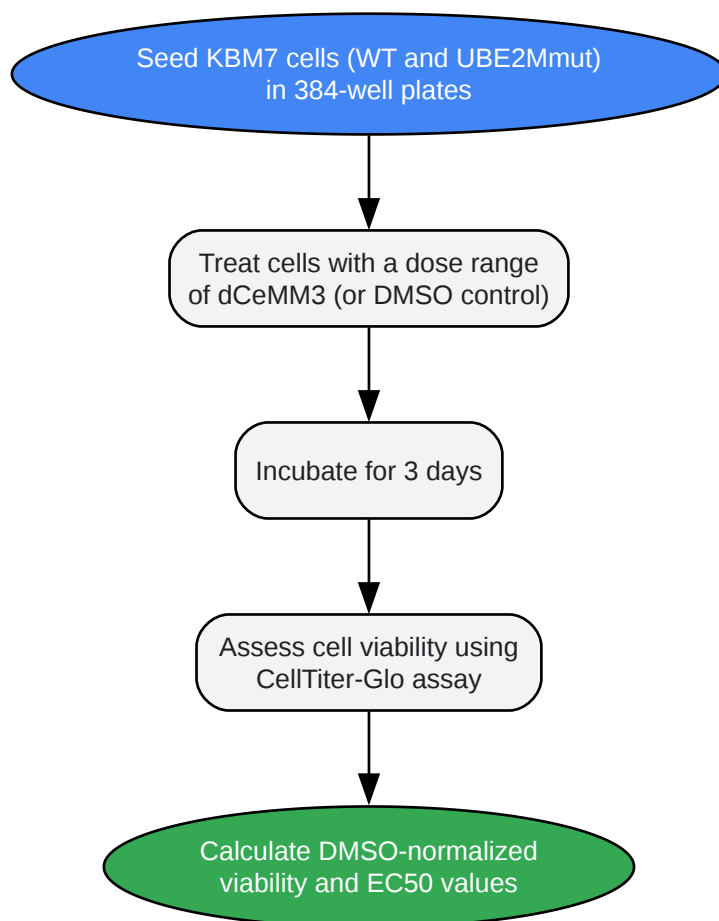 Seed KBM7 cells (WT and UBE2Mmut)
in 384-well plates
Treat cells with a dose range
of dCeMM3 (or DMSO control)
Incubate for 3 days
Assess cell viability using
CellTiter-Glo assay
Calculate DMSO-normalized
viability and EC50 values